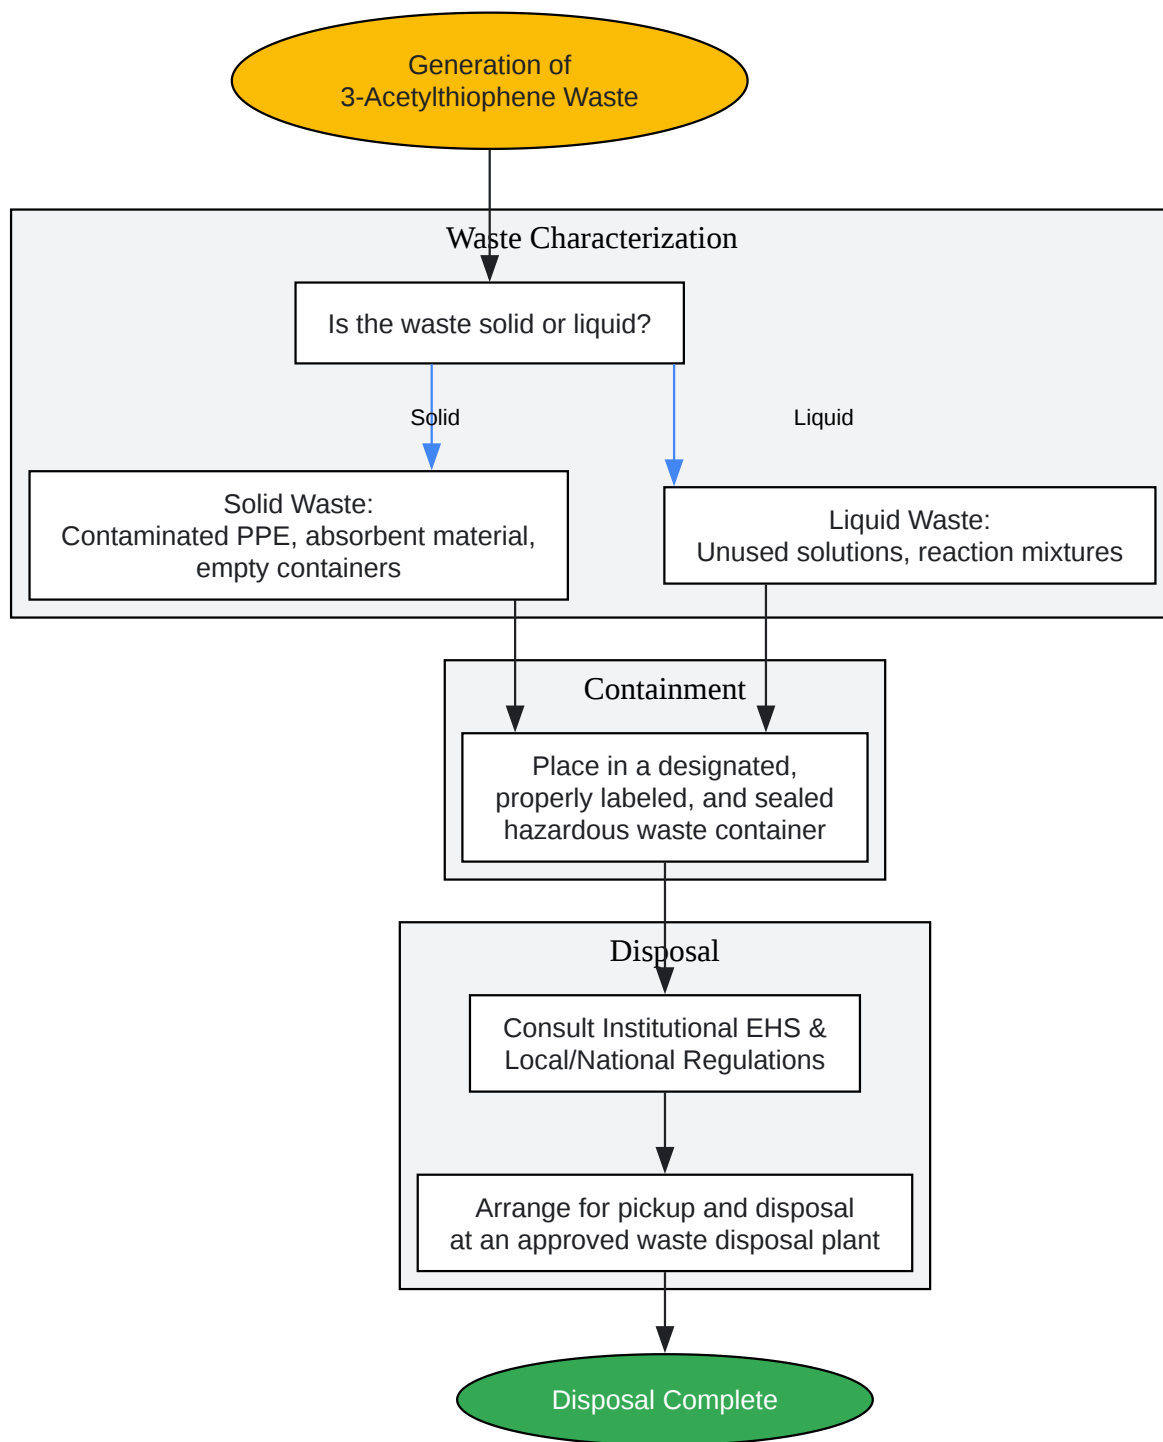 Generation of
3-Acetylthiophene Waste
Waste Characterization
Is the waste solid or liquid?
Solid
Liquid
Solid Waste:
Contaminated PPE, absorbent material,
empty containers
Liquid Waste:
Unused solutions, reaction mixtures
Containment
Place in a designated,
properly labeled, and sealed
hazardous waste container
Disposal
Consult Institutional EHS &
Local/National Regulations
Arrange for pickup and disposal
at an approved waste disposal plant
Disposal Complete